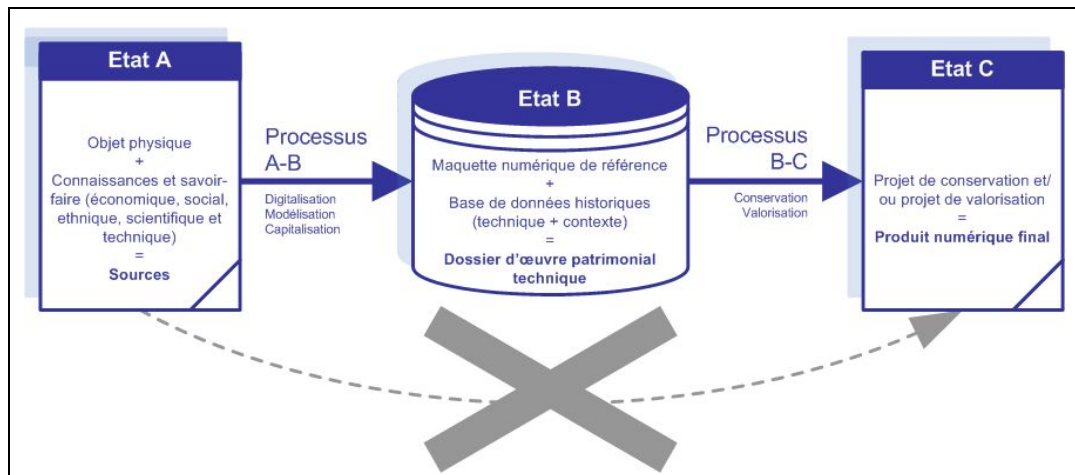 Etat A
Objet physique
+
Connaissances et savoir-
faire (économique, social,
ethnique, scientifique et
technique)
=
Sources
Processus
A-B
Digitalisation
Modélisation
Capitalisation
Etat B
Maquette numérique de référence
+
Base de données historiques
(technique + contexte)
=
Dossier d'œuvre patrimonial
technique
Processus
B-C
Conservation
Valorisation
Etat C
Projet de conservation et/
ou projet de valorisation
=
Produit numérique final